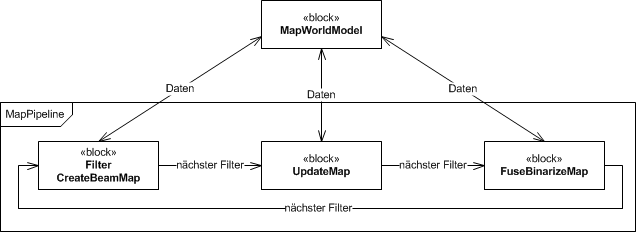 «block»
MapWorldModel
Daten
Daten
Daten
MapPipeline
«block»
Filter
CreateBeamMap
nächster Filter
«block»
UpdateMap
nächster Filter
«block»
FuseBinarizeMap
nächster Filter